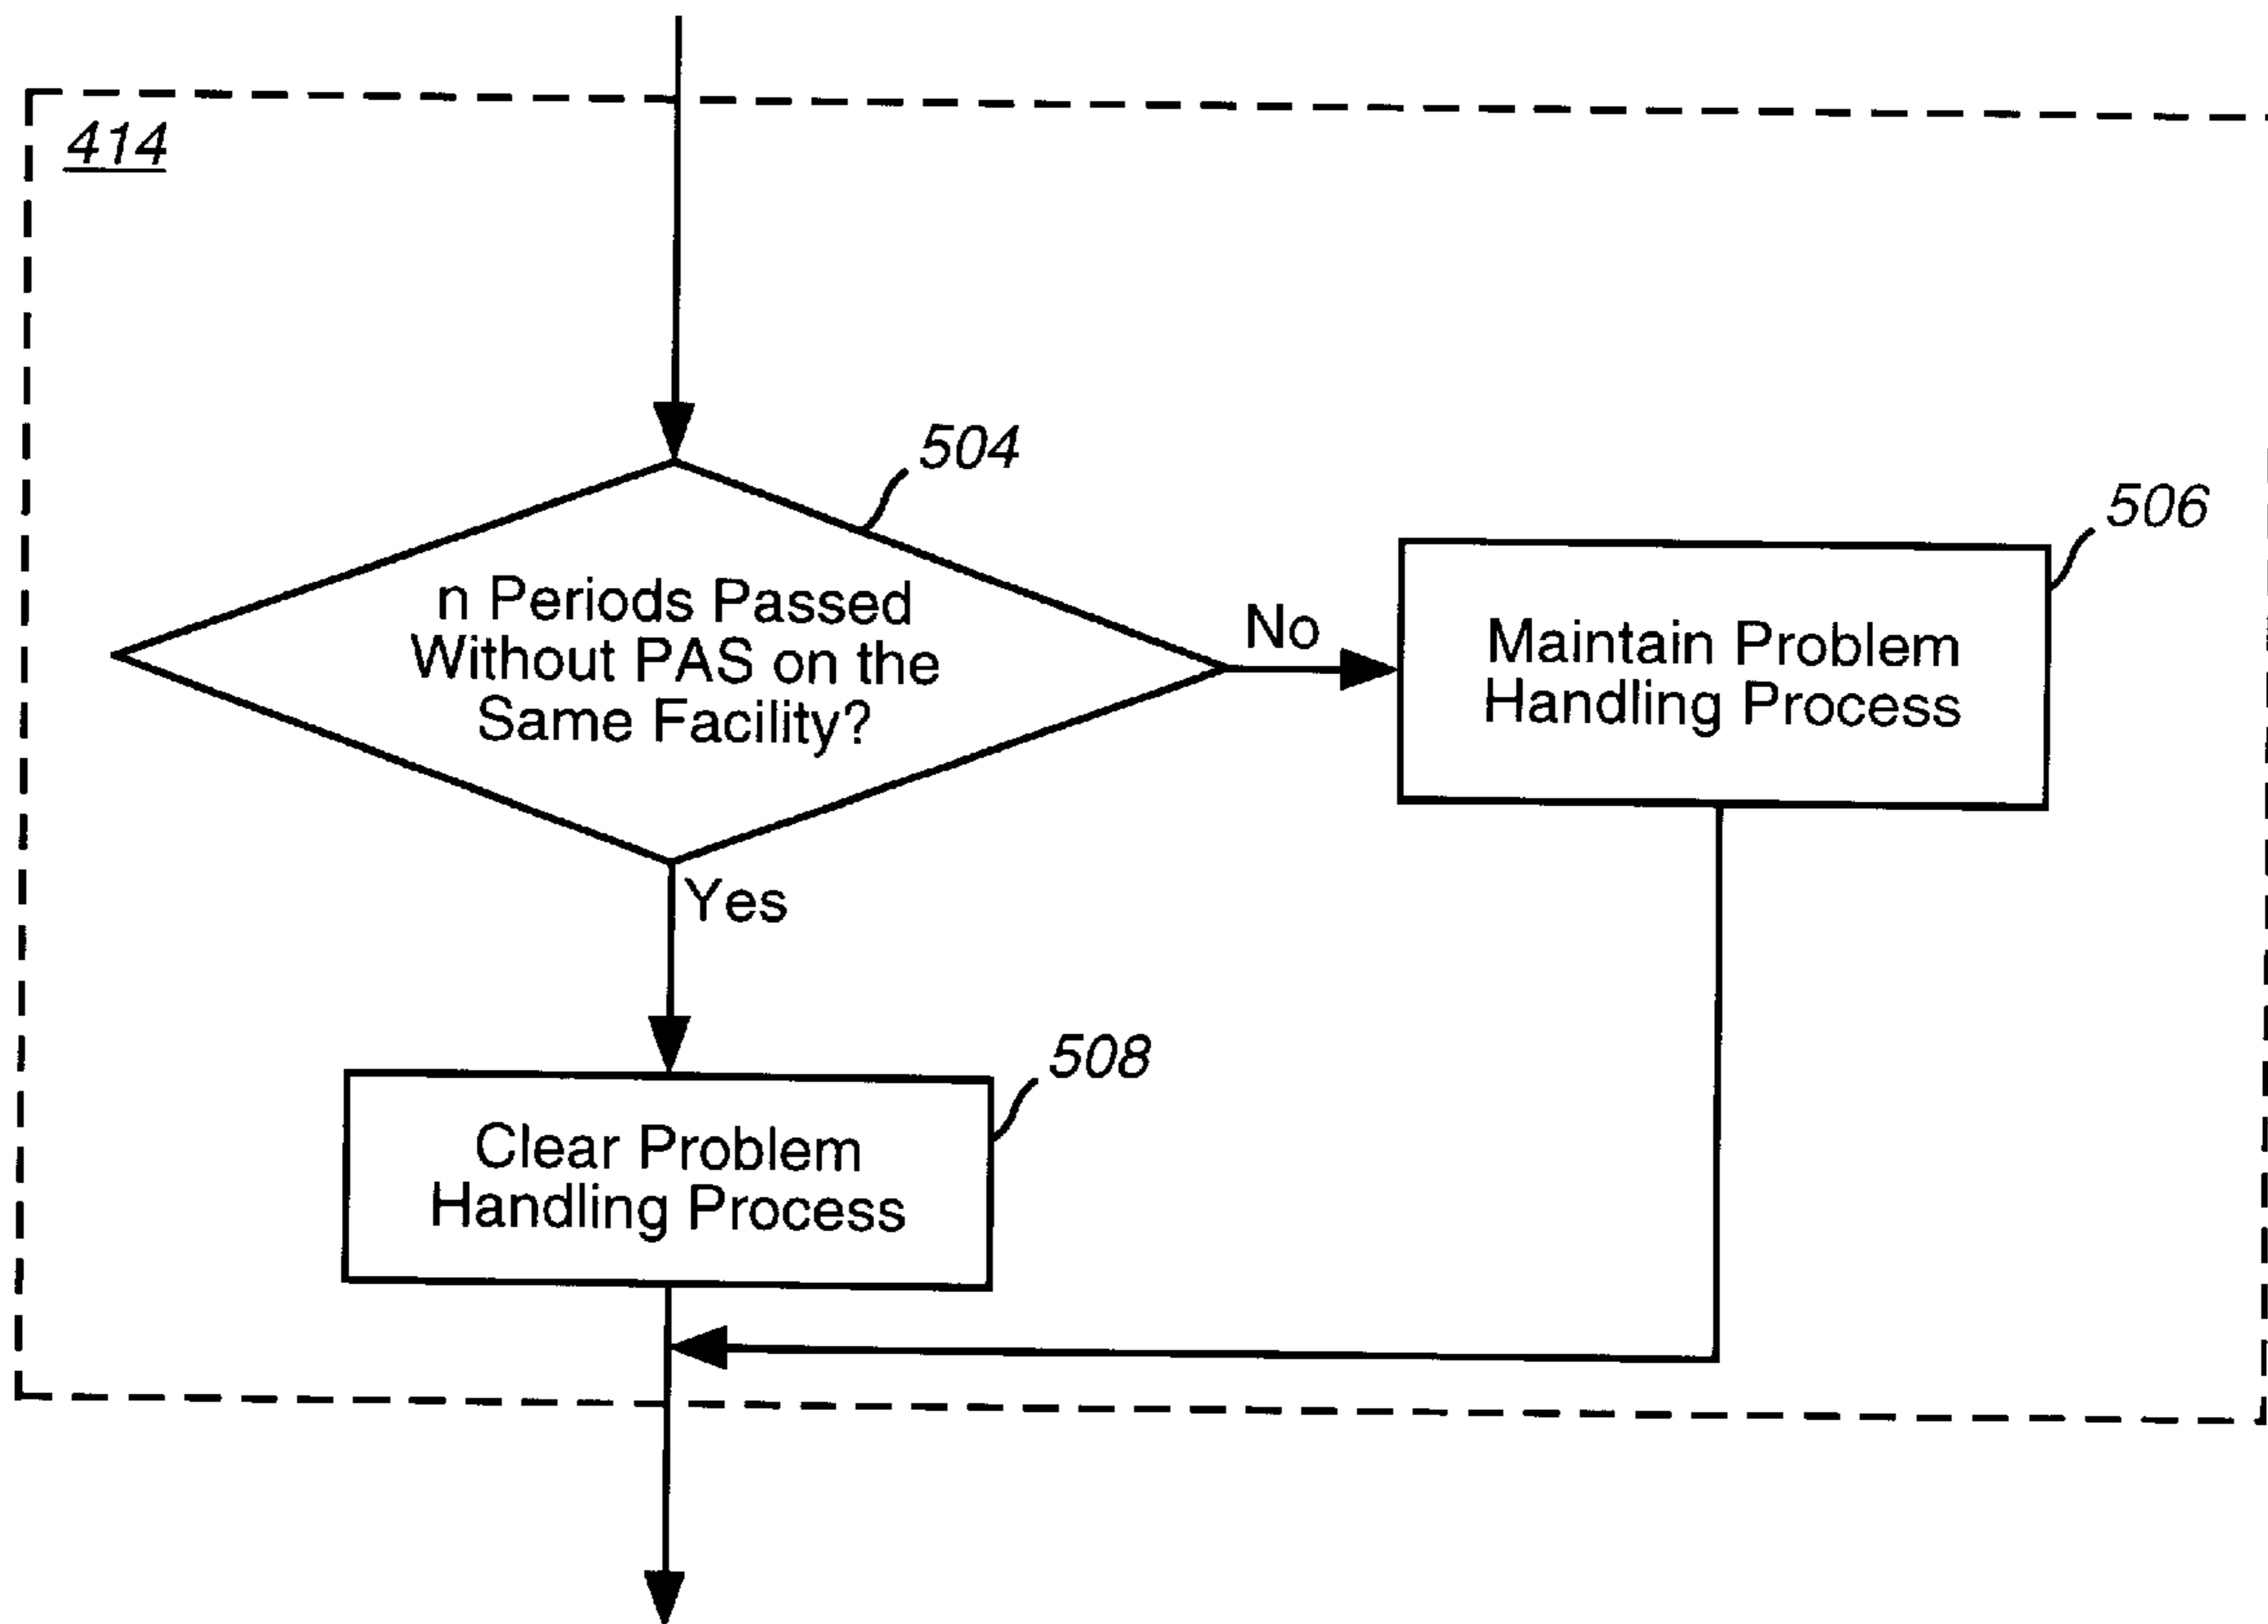 414
504
n Periods Passed
Without PAS on the
Same Facility?
No
506
Maintain Problem
Handling Process
Yes
508
Clear Problem
Handling Process